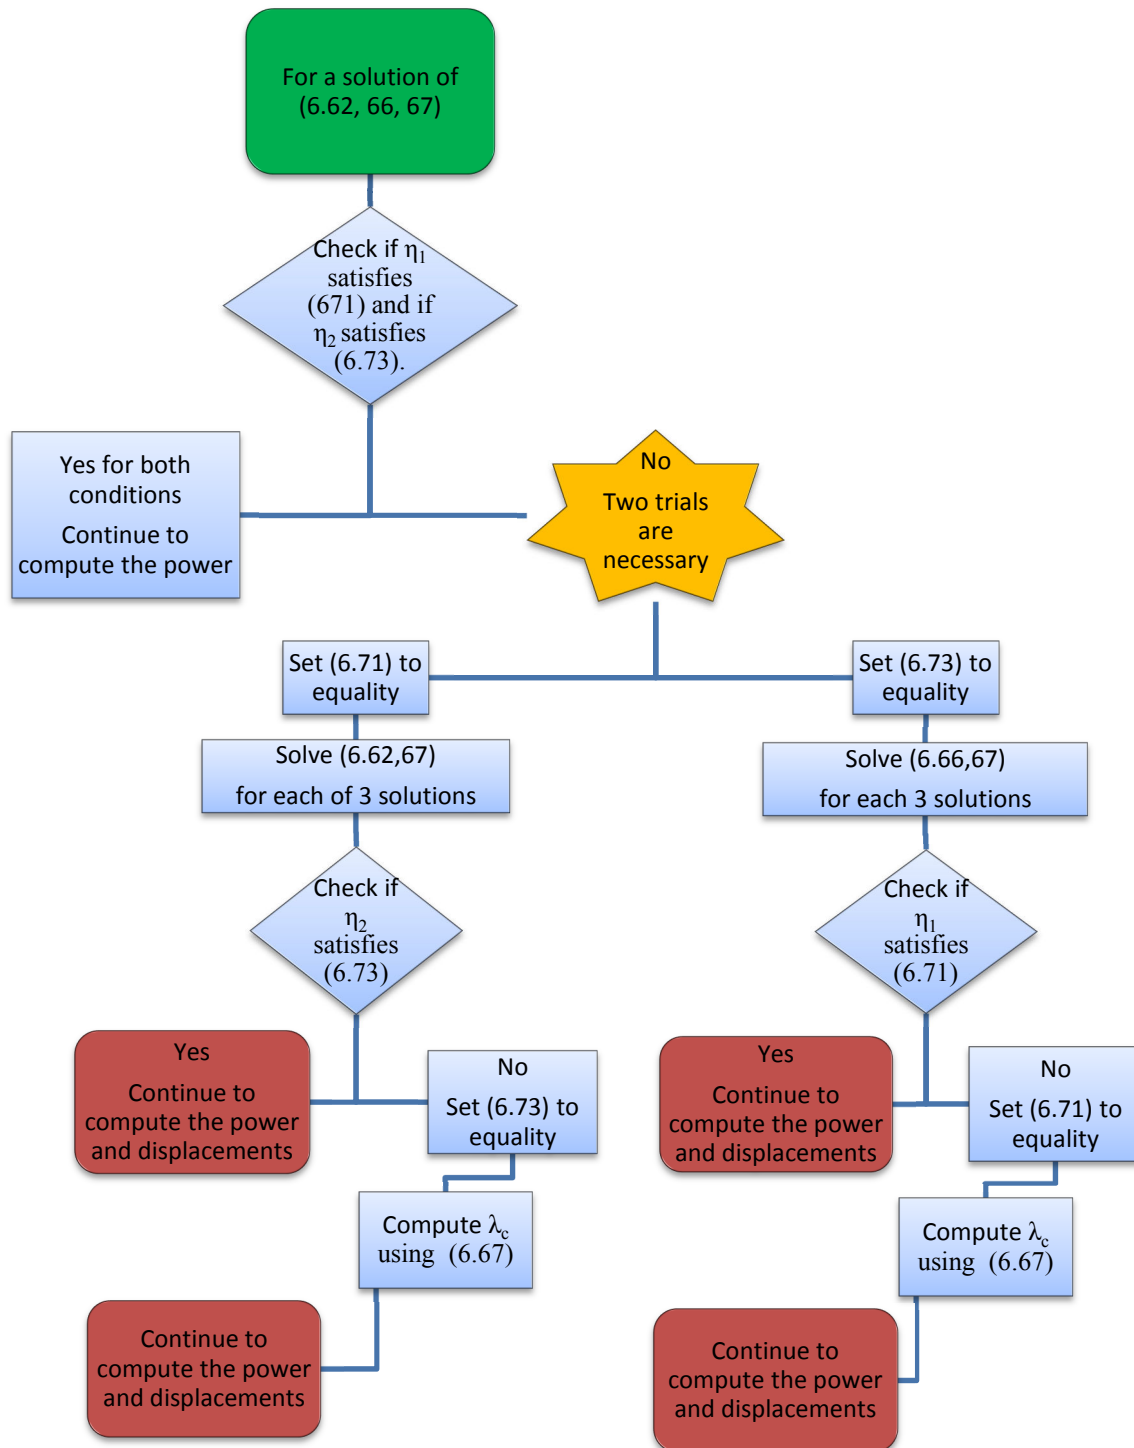 For a solution of
(6.62, 66, 67)
Check if η₁
satisfies
(671) and if
η₂ satisfies
(6.73).
Yes for both
conditions
Continue to
compute the power
No
Two trials
are
necessary
Set (6.71) to
equality
Set (6.73) to
equality
Solve (6.62,67)
for each of 3 solutions
Solve (6.66,67)
for each 3 solutions
Check if
η₂
satisfies
(6.73)
Check if
η₁
satisfies
(6.71)
Yes
Continue to
compute the power
and displacements
No
Set (6.73) to
equality
Yes
Continue to
compute the power
and displacements
No
Set (6.71) to
equality
Compute λc
using (6.67)
Compute λc
using (6.67)
Continue to
compute the power
and displacements
Continue to
compute the power
and displacements